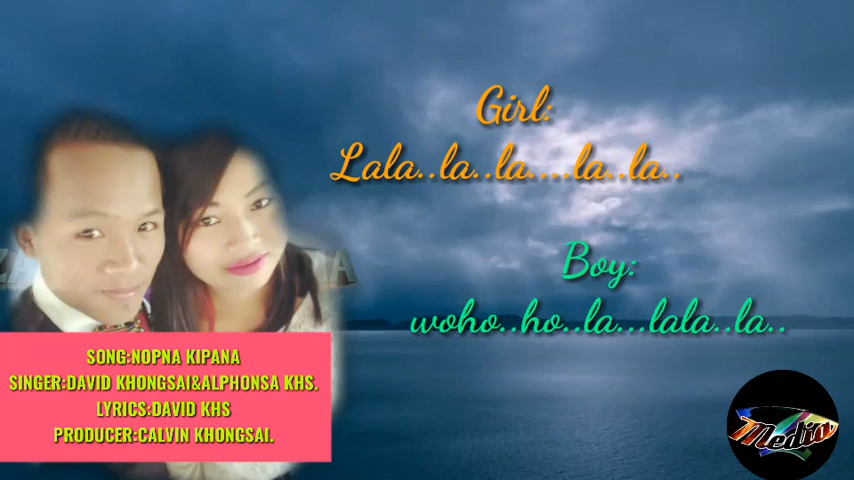 Girl:
Lala..la..la....la..la..
Boy:
woho..ho..la...lala..la..
SONG:NOPNA KIPANA
SINGER:DAVID KHONGSAI&ALPHONSA KHS.
LYRICS:DAVID KHS
PRODUCER:CALVIN KHONGSAI.
Media